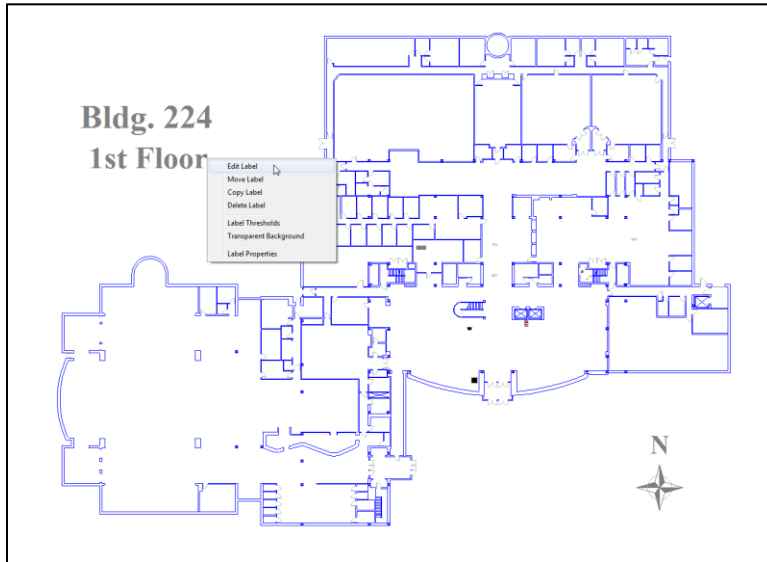 Bldg. 224
1st Floor
Edit Label
Move Label
Copy Label
Delete Label
Label Thresholds
Transparent Background
Label Properties
N